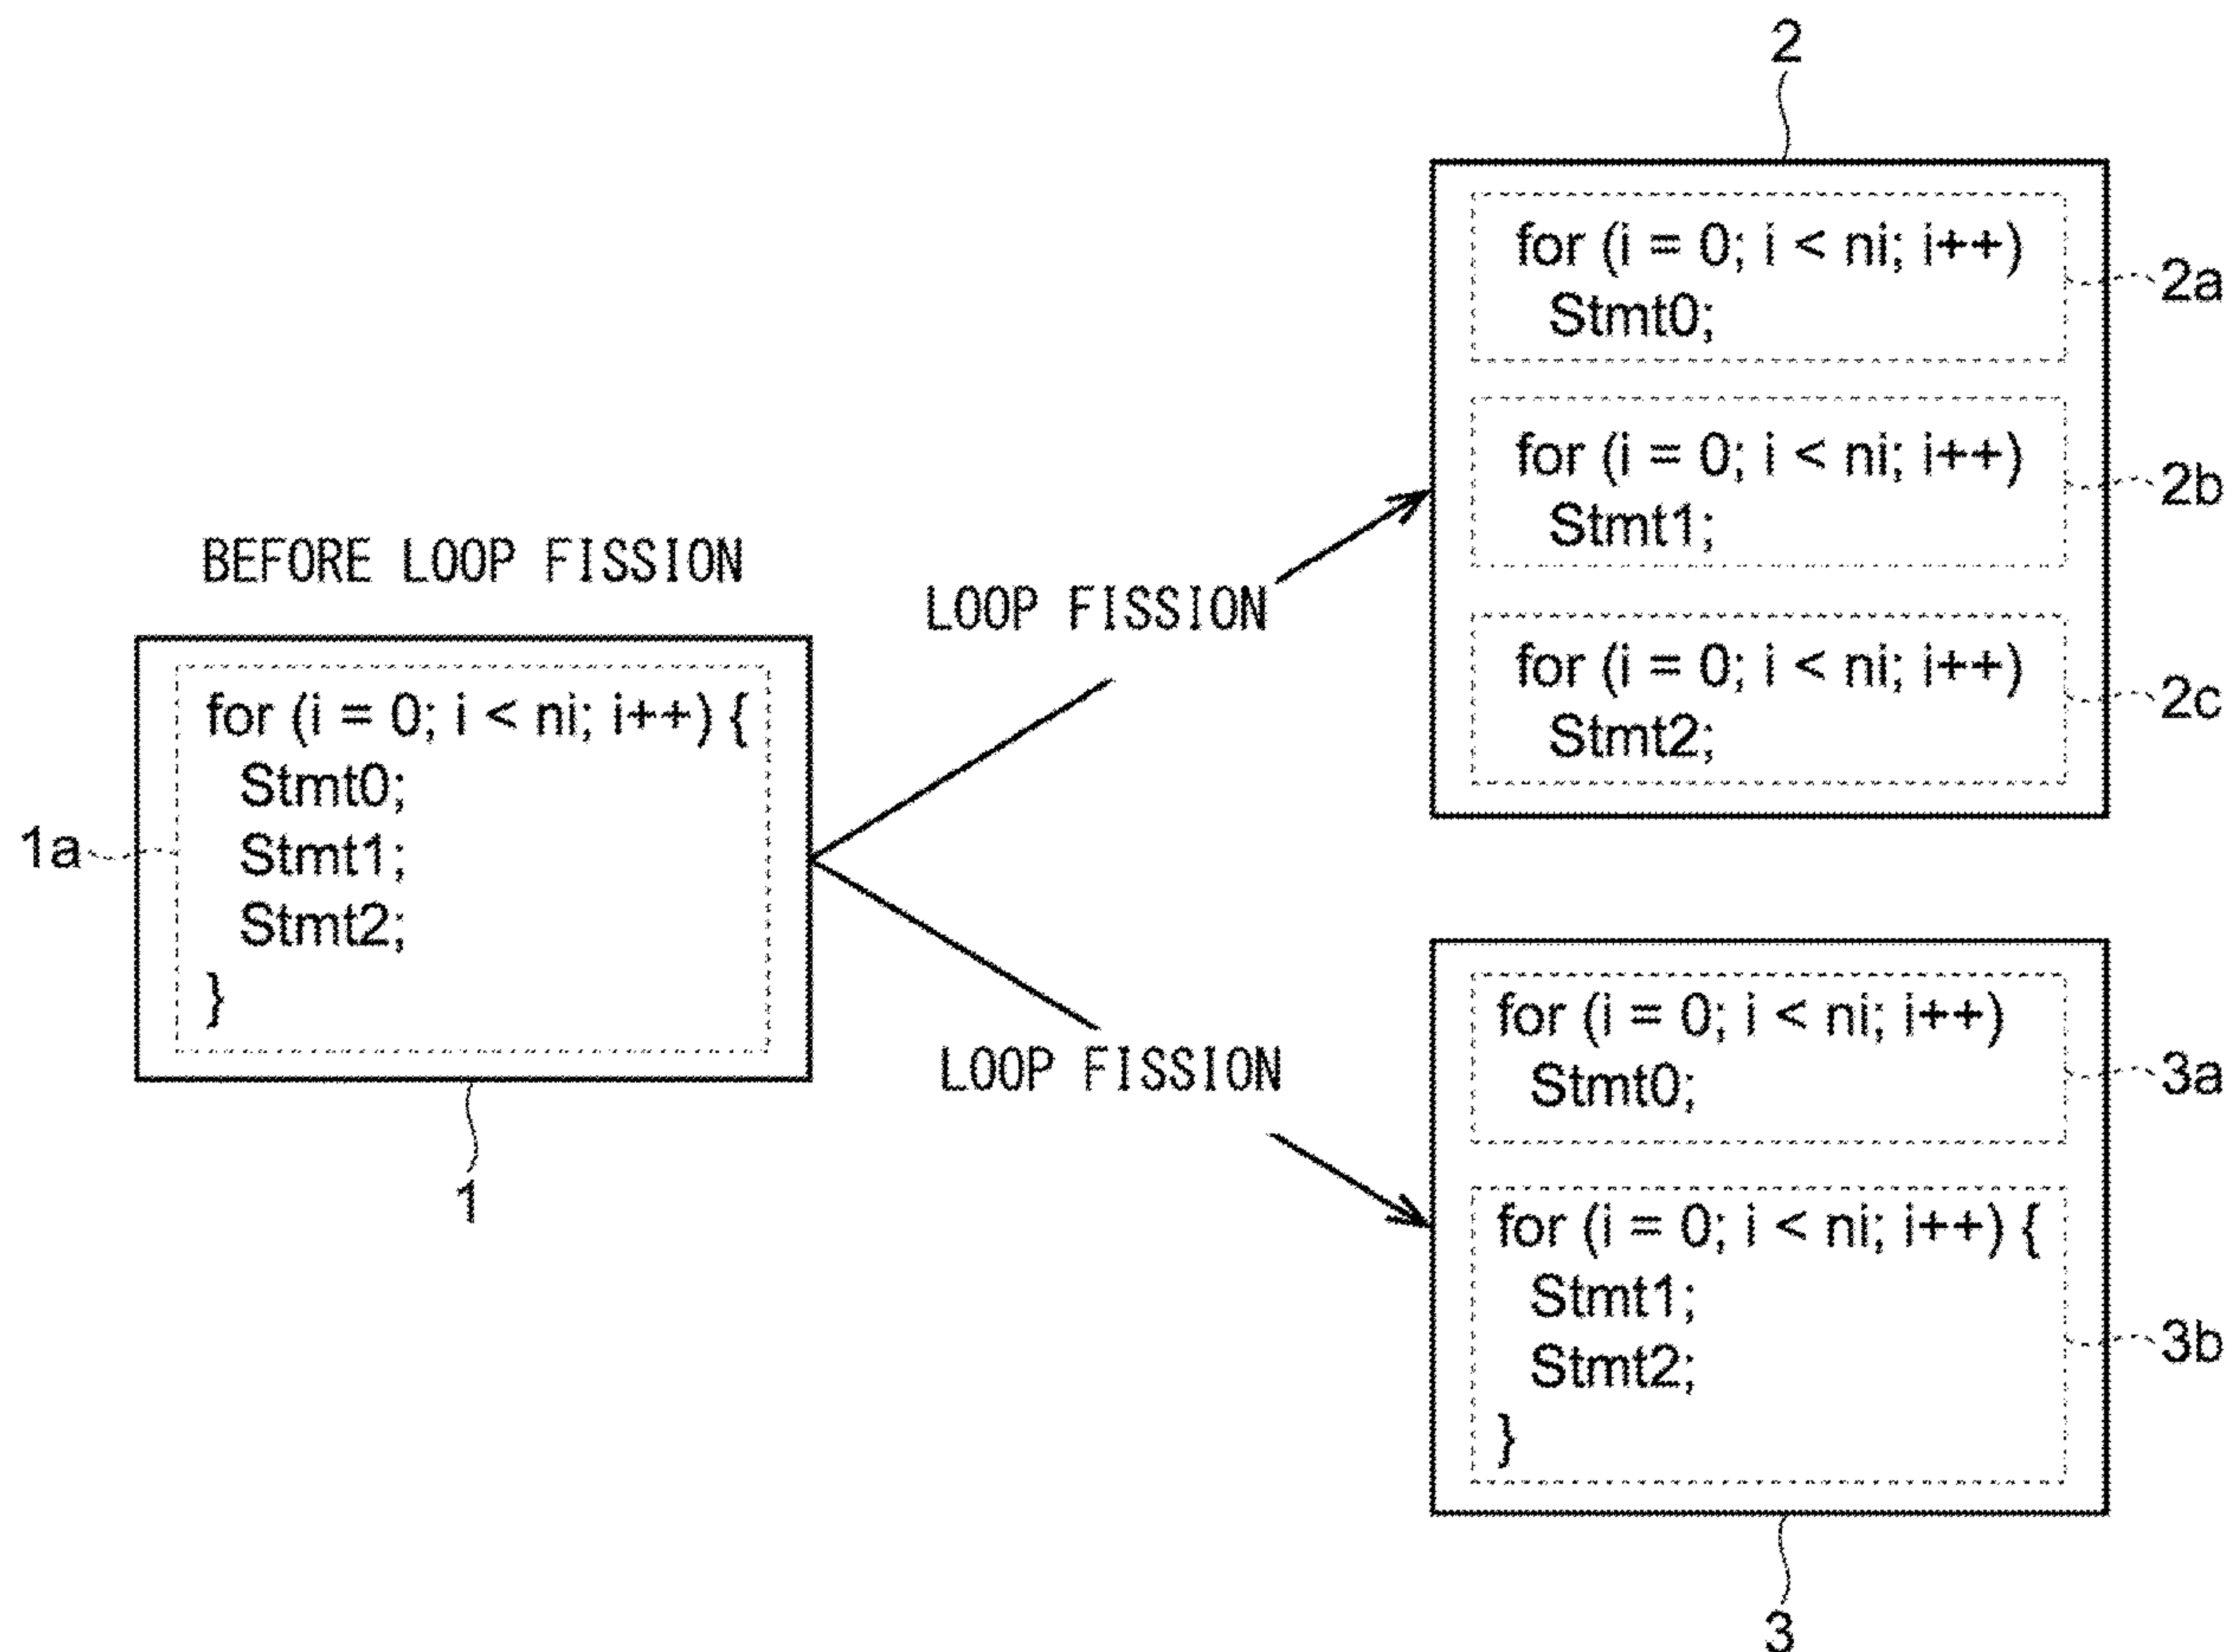 BEFORE LOOP FISSION
1a
for (i = 0; i < ni; i++) {
Stmt0;
Stmt1;
Stmt2;
}
1
LOOP FISSION
2
for (i = 0; i < ni; i++)
Stmt0;
2a
for (i = 0; i < ni; i++)
Stmt1;
2b
for (i = 0; i < ni; i++)
Stmt2;
2c
LOOP FISSION
for (i = 0; i < ni; i++)
Stmt0;
3a
for (i = 0; i < ni; i++) {
Stmt1;
Stmt2;
}
3b
3